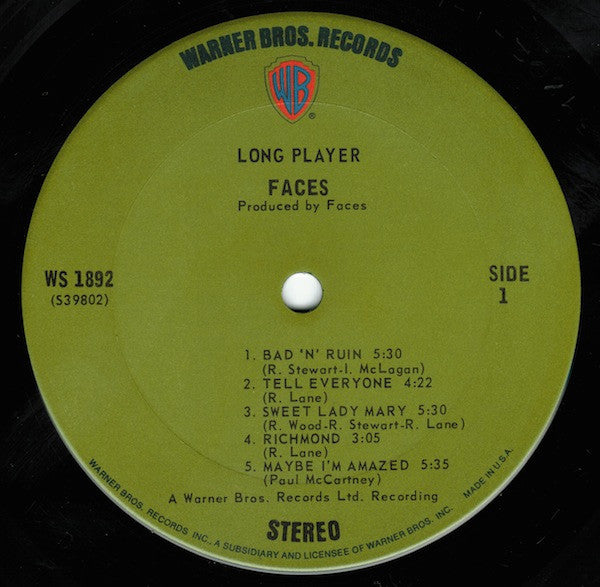 WARNER BROS. RECORDS
WB
®
LONG PLAYER
FACES
Produced by Faces
WS 1892
(S39802)
SIDE
1
1. BAD 'N' RUIN 5:30
(R. Stewart-I. McLagan)
2. TELL EVERYONE 4:22
(R. Lane)
3. SWEET LADY MARY 5:30
(R. Wood-R. Stewart-R. Lane)
4. RICHMOND 3:05
(R. Lane)
5. MAYBE I'M AMAZED 5:35
(Paul McCartney)
A Warner Bros. Records Ltd. Recording
STEREO
WARNER BROS. RECORDS INC., A SUBSIDIARY AND LICENSEE OF WARNER BROS. INC. MADE IN U.S.A.